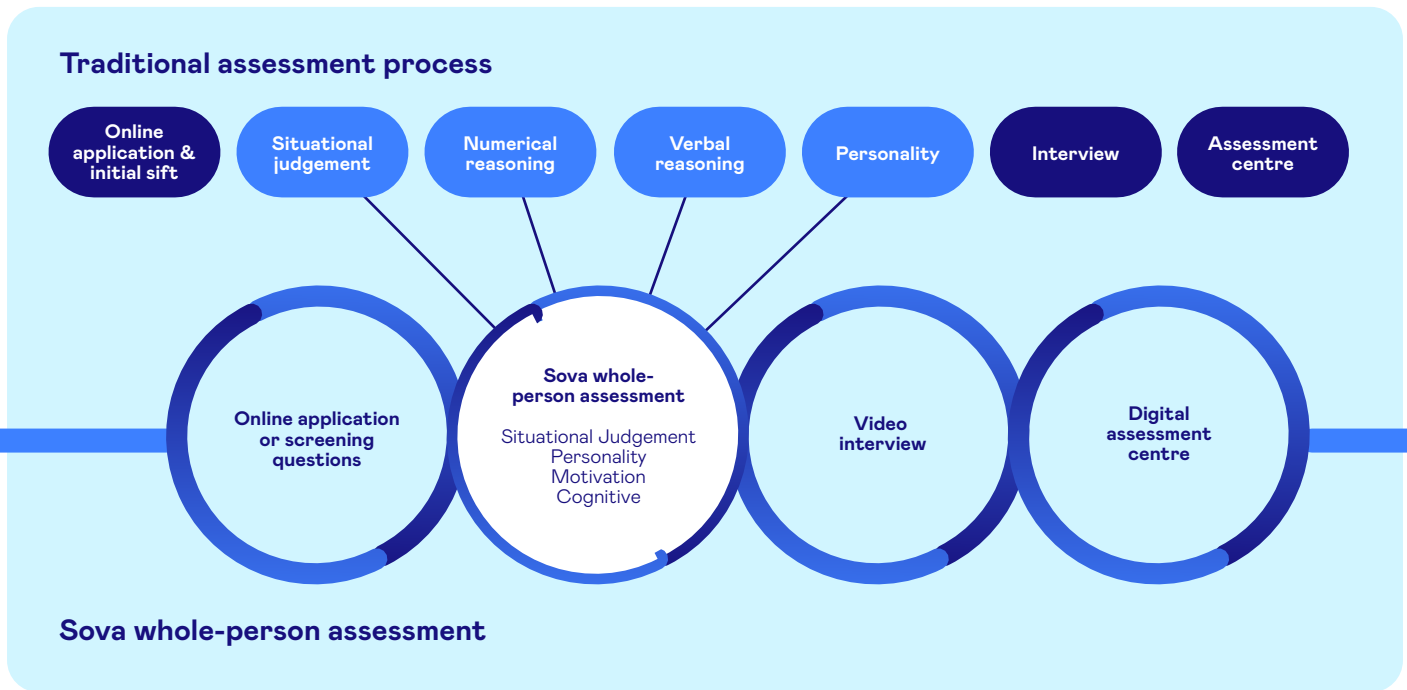 Traditional assessment process
Online
application &
initial sift
Situational
judgement
Numerical
reasoning
Verbal
reasoning
Personality
Interview
Assessment
centre
Online application
or screening
questions
Sova whole-
person assessment
Situational Judgement
Personality
Motivation
Cognitive
Video
interview
Digital
assessment
centre
Sova whole-person assessment